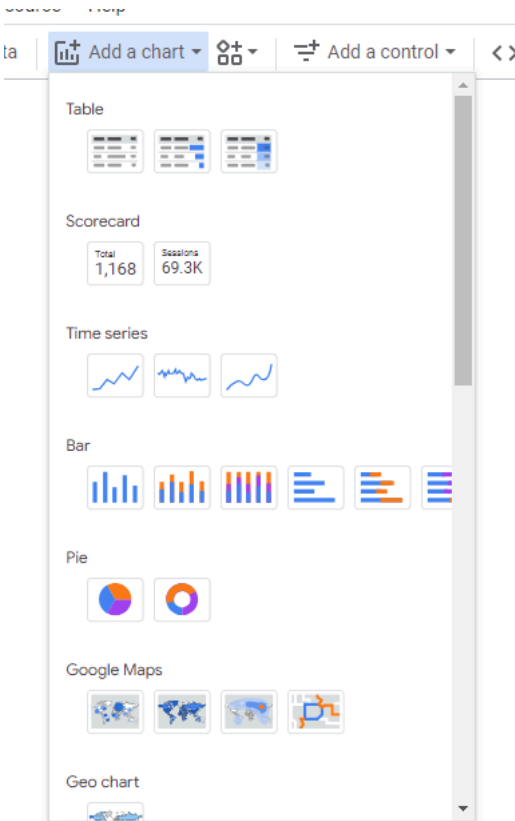 ta Add a chart Add a control
Table
Scorecard
Total
1,168
Sessions
69.3K
Time series
Bar
Pie
Google Maps
Geo chart